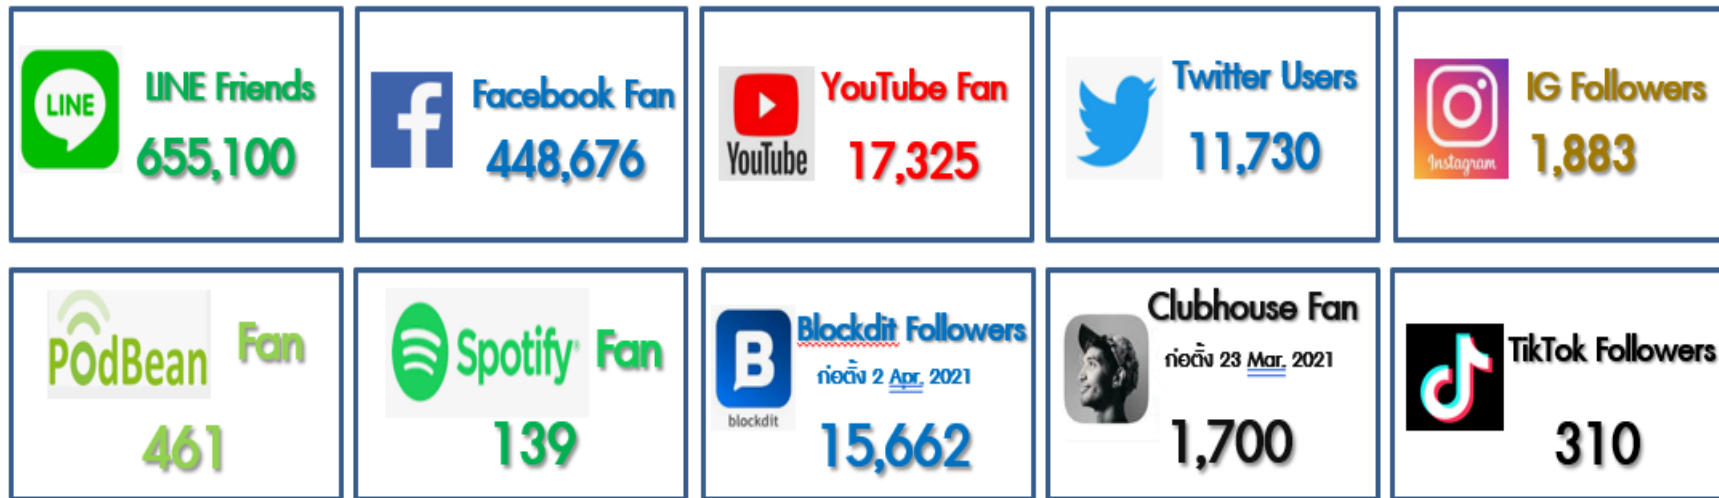 LINE
LINE Friends
655,100
Facebook Fan
448,676
YouTube
YouTube Fan
17,325
Twitter Users
11,730
Instagram
IG Followers
1,883
PodBean
Fan
461
Spotify
Fan
139
blockdit
Blockdit Followers
ก่อตั้ง 2 Apr. 2021
15,662
Clubhouse Fan
ก่อตั้ง 23 Mar. 2021
1,700
TikTok Followers
310